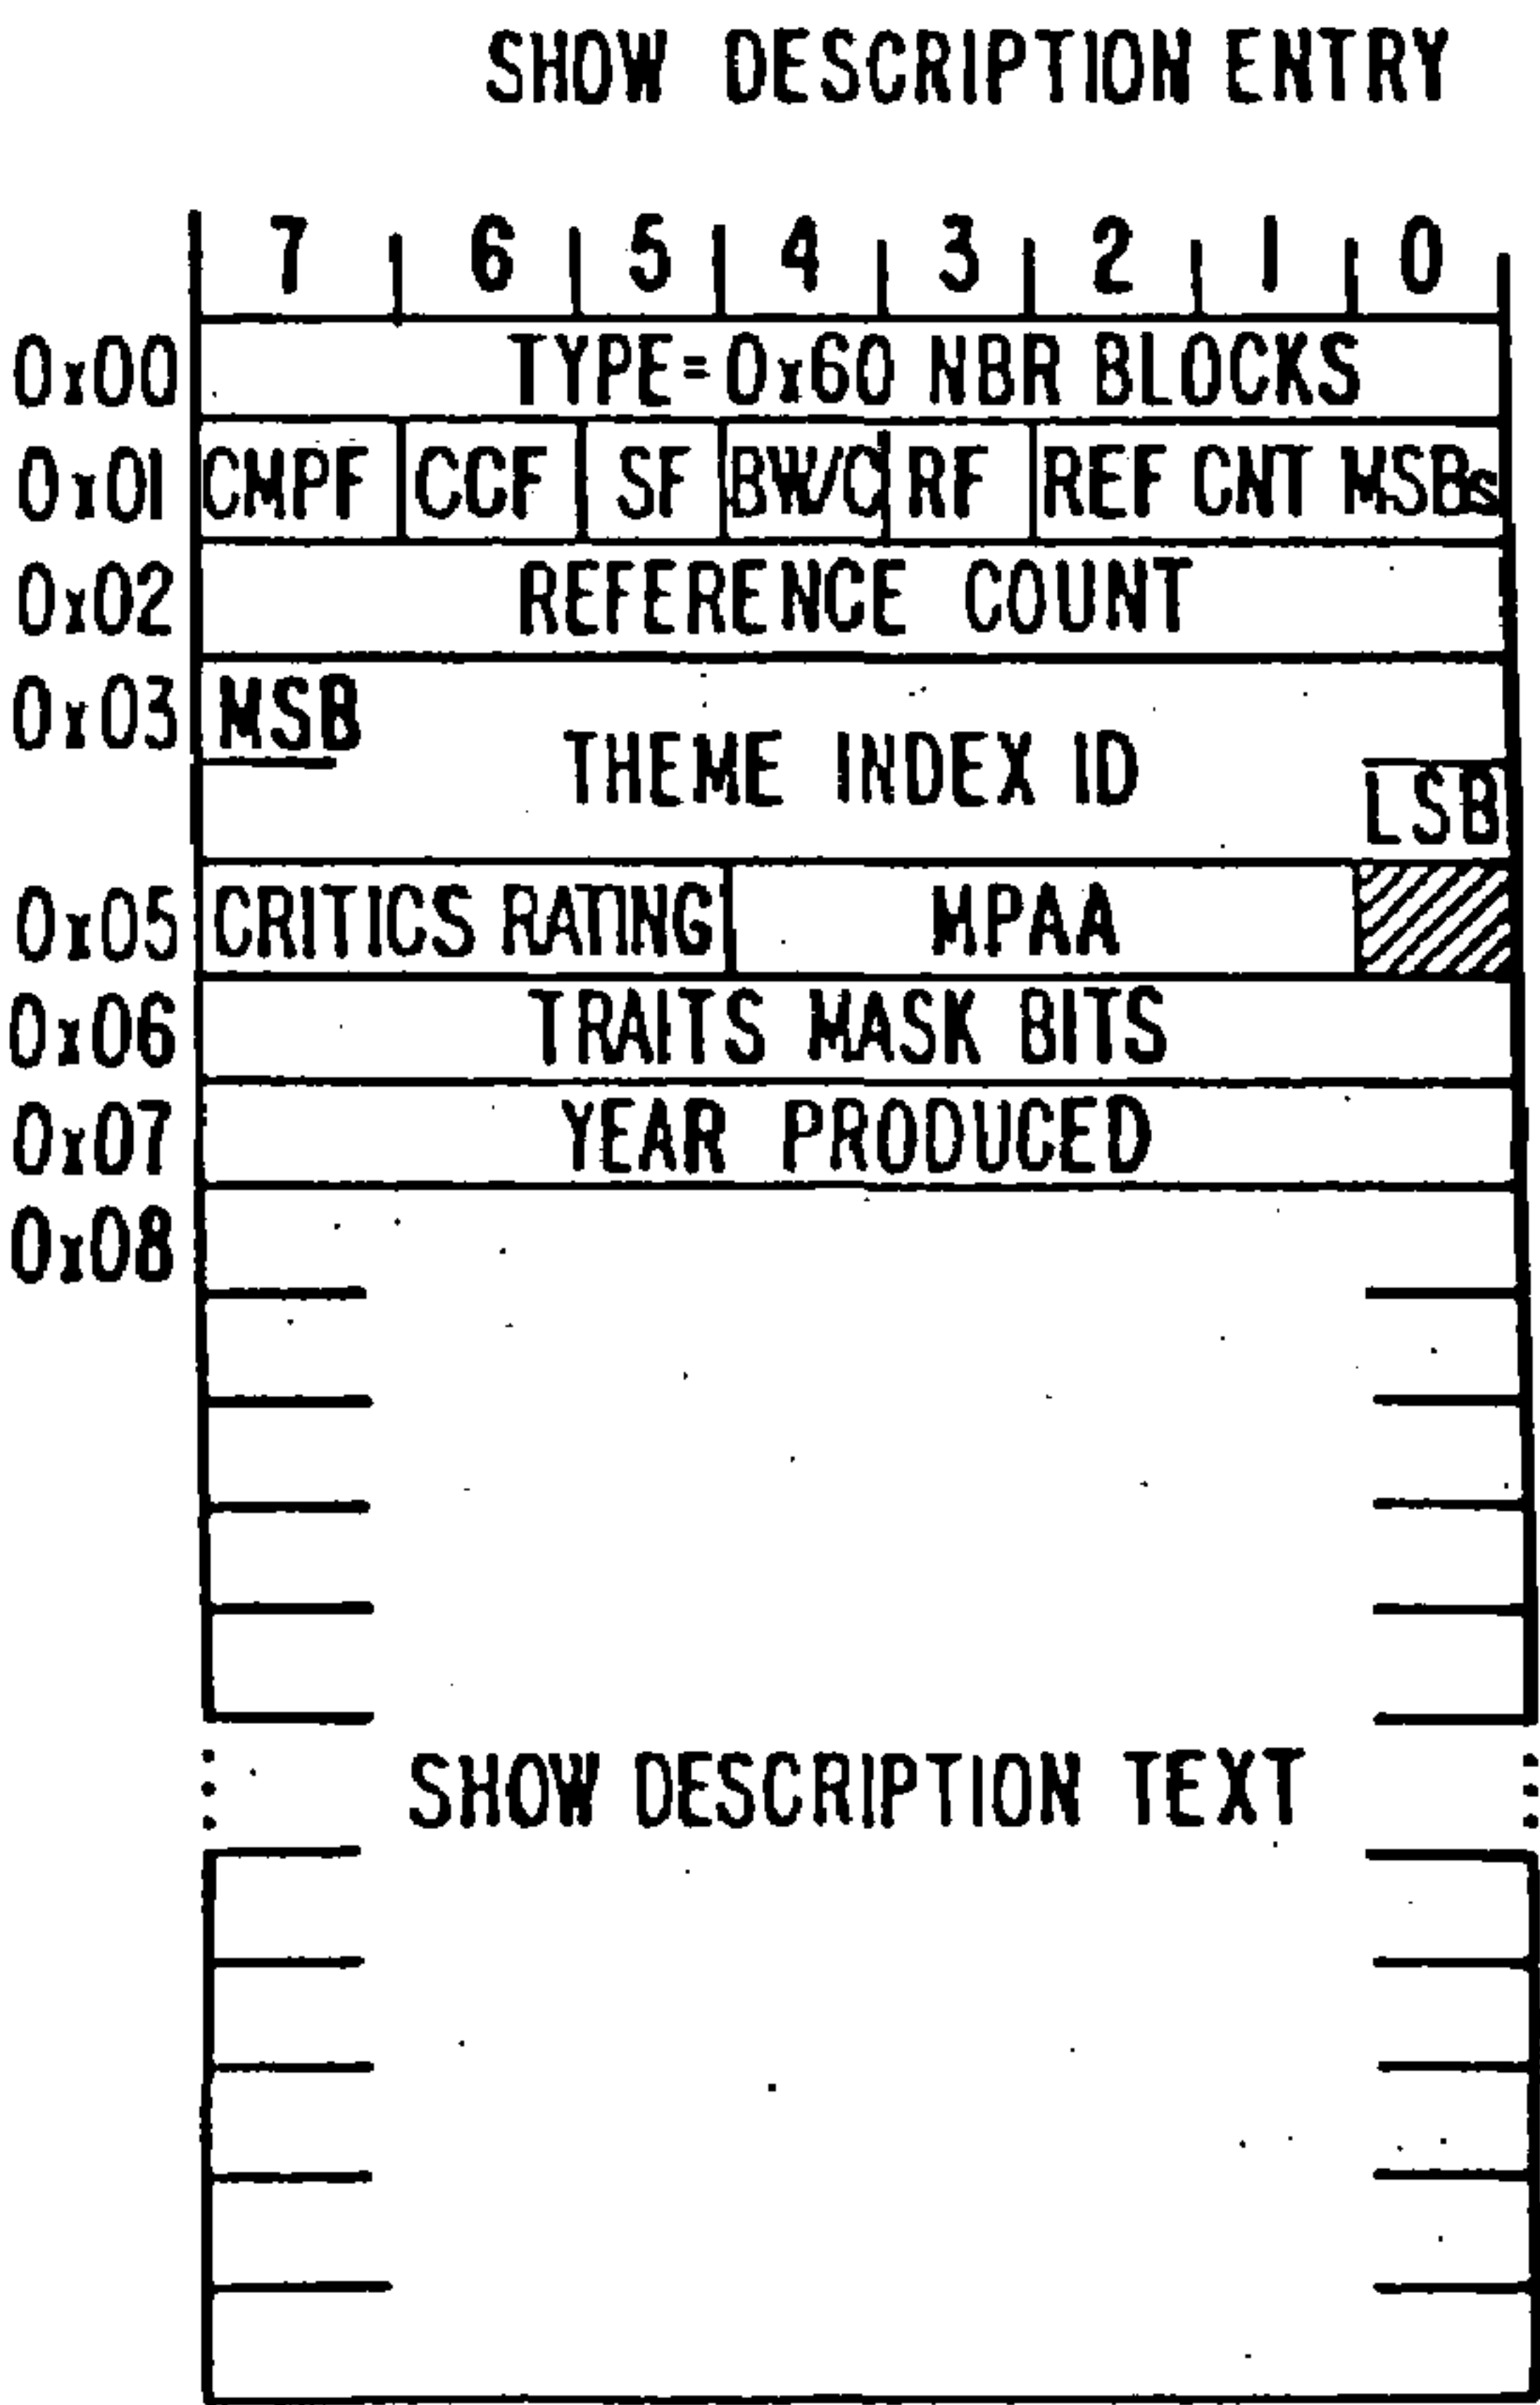 SHOW DESCRIPTION ENTRY
7 6 5 4 3 2 1 0
0x00 TYPE=0x60 NBR BLOCKS
0x01 CMPF CCF SF BW/C RF REF CNT MSBs
0x02 REFERENCE COUNT
0x03 MSB
THEME INDEX ID
LSB
0x05 CRITICS RATING MPAA
0x06 TRAITS MASK BITS
0x07 YEAR PRODUCED
0x08
SHOW DESCRIPTION TEXT